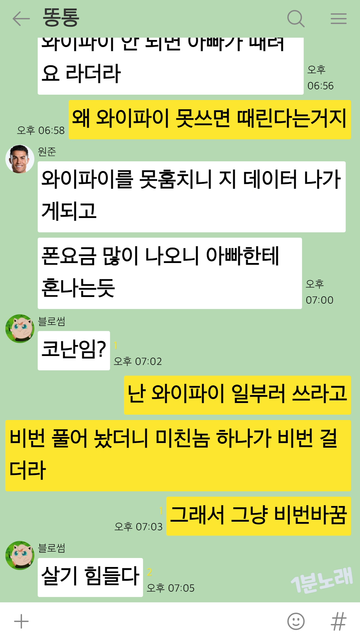 똥통
와이파이 안 되면 아빠가 때려
요 라더라
오후
06:56
왜 와이파이 못쓰면 때린다는거지
오후 06:58
원준
와이파이를 못훔치니 지 데이터 나가
게되고
폰요금 많이 나오니 아빠한테
혼나는듯
오후
07:00
블로썸
코난임?
1
오후 07:02
난 와이파이 일부러 쓰라고
비번 풀어 놨더니 미친놈 하나가 비번 걸
더라
1
그래서 그냥 비번바꿈
오후 07:03
블로썸
살기 힘들다
2
오후 07:05
1분노래